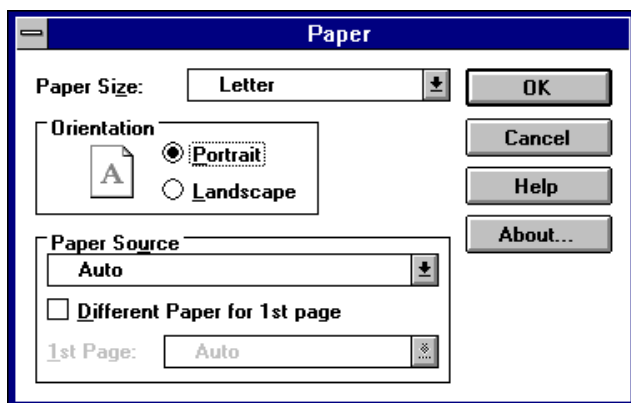 Paper
Paper Size: Letter
OK
Orientation
A
Portrait
Landscape
Cancel
Help
About...
Paper Source
Auto
Different Paper for 1st page
1st Page: Auto